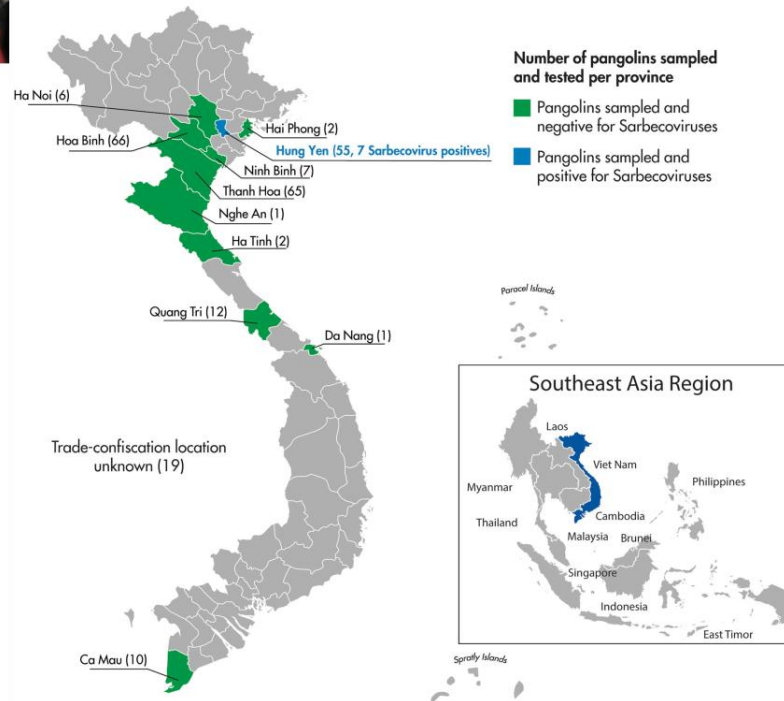 Number of pangolins sampled
and tested per province
Pangolins sampled and
negative for Sarbecoviruses
Pangolins sampled and
positive for Sarbecoviruses
Ha Noi (6)
Hai Phong (2)
Hoa Binh (66)
Hung Yen (55, 7 Sarbecovirus positives)
Ninh Binh (7)
Thanh Hoa (65)
Nghe An (1)
Ha Tinh (2)
Quang Tri (12)
Da Nang (1)
Paracel Islands
Trade-confiscation location
unknown (19)
Ca Mau (10)
Spratly Islands
Southeast Asia Region
Laos
Viet Nam
Myanmar
Philippines
Thailand
Cambodia
Malaysia
Brunei
Singapore
Indonesia
East Timor